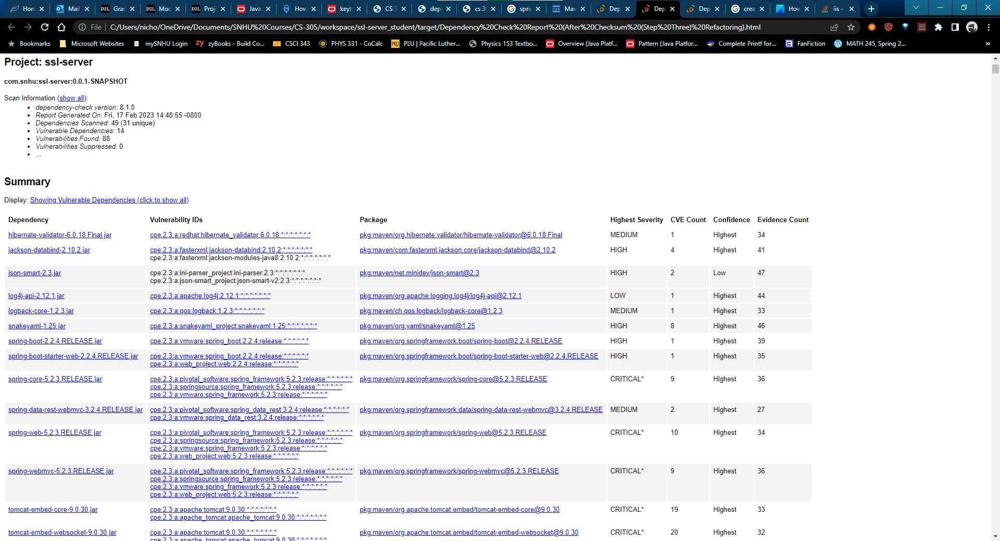 Hom
Mail
Grac
Mod
Proje
Java
How
keyt
CS 3
dep
cs 30
sprin
Mav
Dep
Dep
Dep
crea
How
iis -
File
C:/Users/nicho/OneDrive/Documents/SNHU%20Courses/CS-305/workspace/ssl-server_student/target/Dependency%20Check%20Report%20(After%20Checksum%20(Step%20Three)%20Refactoring).html
Bookmarks
Microsoft Websites
mySNHU Login
zyBooks - Build Co...
CSCI 343
PHYS 331 - CoCalc
PLU | Pacific Luther...
Physics 153 Textbo...
Overview (Java Platf...
Pattern (Java Platfor...
Complete Printf for...
FanFiction
MATH 245, Spring 2...
»
Project: ssl-server
com.snhu:ssl-server:0.0.1-SNAPSHOT
Scan Information (show all):
• dependency-check version: 8.1.0
• Report Generated On: Fri, 17 Feb 2023 14:48:55 -0800
• Dependencies Scanned: 49 (31 unique)
• Vulnerable Dependencies: 14
• Vulnerabilities Found: 88
• Vulnerabilities Suppressed: 0
• ...
Summary
Display: Showing Vulnerable Dependencies (click to show all)
Dependency Vulnerability IDs Package Highest Severity CVE Count Confidence Evidence Count
hibernate-validator-6.0.18.Final.jar cpe:2.3:a:redhat:hibernate_validator:6.0.18:*:*:*:*:*:*:* pkg:maven/org.hibernate.validator/hibernate-validator@6.0.18.Final MEDIUM 1 Highest 34
jackson-databind-2.10.2.jar cpe:2.3:a:fasterxml:jackson-databind:2.10.2:*:*:*:*:*:*:* pkg:maven/com.fasterxml.jackson.core/jackson-databind@2.10.2 HIGH 4 Highest 41
cpe:2.3:a:fasterxml:jackson-modules-java8:2.10.2:*:*:*:*:*:*:*
json-smart-2.3.jar cpe:2.3:a:ini-parser_project:ini-parser:2.3:*:*:*:*:*:*:* pkg:maven/net.minidev/json-smart@2.3 HIGH 2 Low 47
cpe:2.3:a:json-smart_project:json-smart-v2:2.3:*:*:*:*:*:*:*
log4j-api-2.12.1.jar cpe:2.3:a:apache:log4j:2.12.1:*:*:*:*:*:*:* pkg:maven/org.apache.logging.log4j/log4j-api@2.12.1 LOW 1 Highest 44
logback-core-1.2.3.jar cpe:2.3:a:qos:logback:1.2.3:*:*:*:*:*:*:* pkg:maven/ch.qos.logback/logback-core@1.2.3 MEDIUM 1 Highest 33
snakeyaml-1.25.jar cpe:2.3:a:snakeyaml_project:snakeyaml:1.25:*:*:*:*:*:*:* pkg:maven/org.yaml/snakeyaml@1.25 HIGH 8 Highest 46
spring-boot-2.2.4.RELEASE.jar cpe:2.3:a:vmware:spring_boot:2.2.4:release:*:*:*:*:*:* pkg:maven/org.springframework.boot/spring-boot@2.2.4.RELEASE HIGH 1 Highest 39
spring-boot-starter-web-2.2.4.RELEASE.jar cpe:2.3:a:vmware:spring_boot:2.2.4:release:*:*:*:*:*:* pkg:maven/org.springframework.boot/spring-boot-starter-web@2.2.4.RELEASE HIGH 1 Highest 35
cpe:2.3:a:web_project:web:2.2.4:release:*:*:*:*:*:*
spring-core-5.2.3.RELEASE.jar cpe:2.3:a:pivotal_software:spring_framework:5.2.3:release:*:*:*:*:*:* pkg:maven/org.springframework/spring-core@5.2.3.RELEASE CRITICAL* 9 Highest 36
cpe:2.3:a:springsource:spring_framework:5.2.3:release:*:*:*:*:*:*
cpe:2.3:a:vmware:spring_framework:5.2.3:release:*:*:*:*:*:*
spring-data-rest-webmvc-3.2.4.RELEASE.jar cpe:2.3:a:pivotal_software:spring_data_rest:3.2.4:release:*:*:*:*:*:* pkg:maven/org.springframework.data/spring-data-rest-webmvc@3.2.4.RELEASE MEDIUM 2 Highest 27
cpe:2.3:a:vmware:spring_data_rest:3.2.4:release:*:*:*:*:*:*
spring-web-5.2.3.RELEASE.jar cpe:2.3:a:pivotal_software:spring_framework:5.2.3:release:*:*:*:*:*:* pkg:maven/org.springframework/spring-web@5.2.3.RELEASE CRITICAL* 10 Highest 34
cpe:2.3:a:springsource:spring_framework:5.2.3:release:*:*:*:*:*:*
cpe:2.3:a:vmware:spring_framework:5.2.3:release:*:*:*:*:*:*
cpe:2.3:a:web_project:web:5.2.3:release:*:*:*:*:*:*
spring-webmvc-5.2.3.RELEASE.jar cpe:2.3:a:pivotal_software:spring_framework:5.2.3:release:*:*:*:*:*:* pkg:maven/org.springframework/spring-webmvc@5.2.3.RELEASE CRITICAL* 9 Highest 36
cpe:2.3:a:springsource:spring_framework:5.2.3:release:*:*:*:*:*:*
cpe:2.3:a:vmware:spring_framework:5.2.3:release:*:*:*:*:*:*
cpe:2.3:a:web_project:web:5.2.3:release:*:*:*:*:*:*
tomcat-embed-core-9.0.30.jar cpe:2.3:a:apache:tomcat:9.0.30:*:*:*:*:*:*:* pkg:maven/org.apache.tomcat.embed/tomcat-embed-core@9.0.30 CRITICAL* 19 Highest 33
cpe:2.3:a:apache_tomcat:apache_tomcat:9.0.30:*:*:*:*:*:*:*
tomcat-embed-websocket-9.0.30.jar cpe:2.3:a:apache:tomcat:9.0.30:*:*:*:*:*:*:* pkg:maven/org.apache.tomcat.embed/tomcat-embed-websocket@9.0.30 CRITICAL* 20 Highest 32
cpe:2.3:a:apache_tomcat:apache_tomcat:9.0.30:*:*:*:*:*:*:*